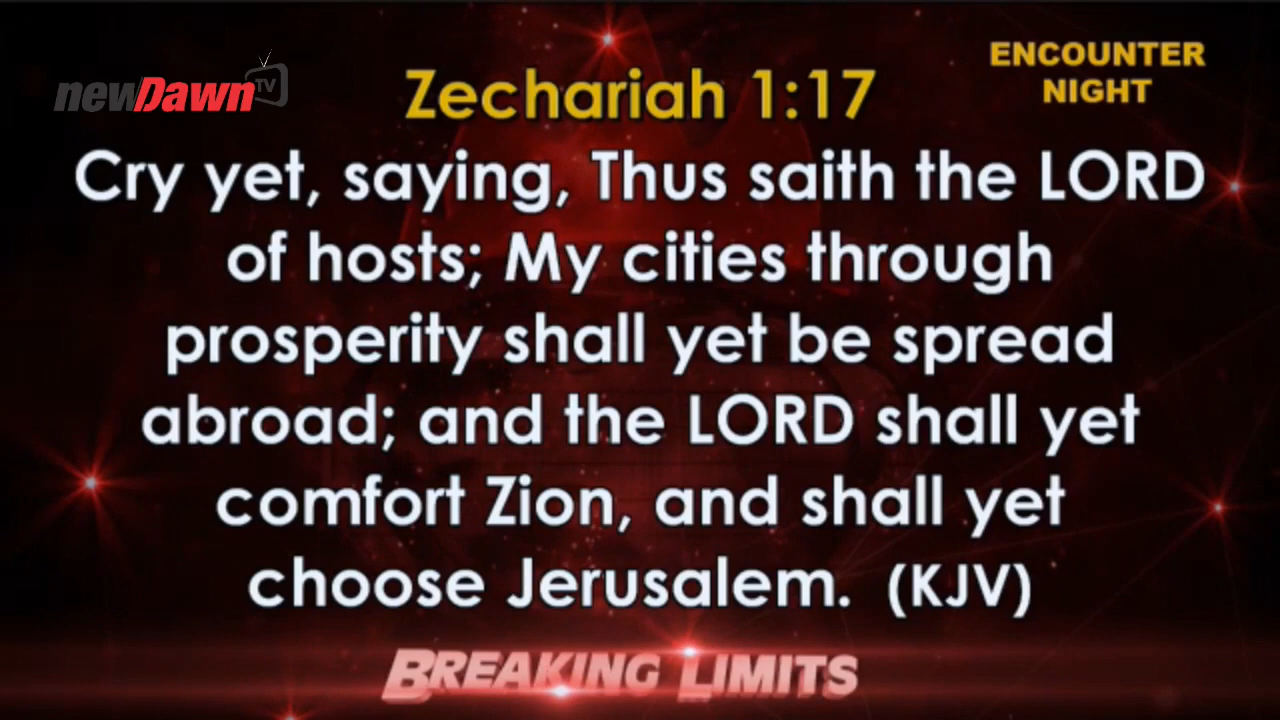 newDawn TV
ENCOUNTER
NIGHT
Zechariah 1:17
Cry yet, saying, Thus saith the LORD
of hosts; My cities through
prosperity shall yet be spread
abroad; and the LORD shall yet
comfort Zion, and shall yet
choose Jerusalem. (KJV)
BREAKING LIMITS